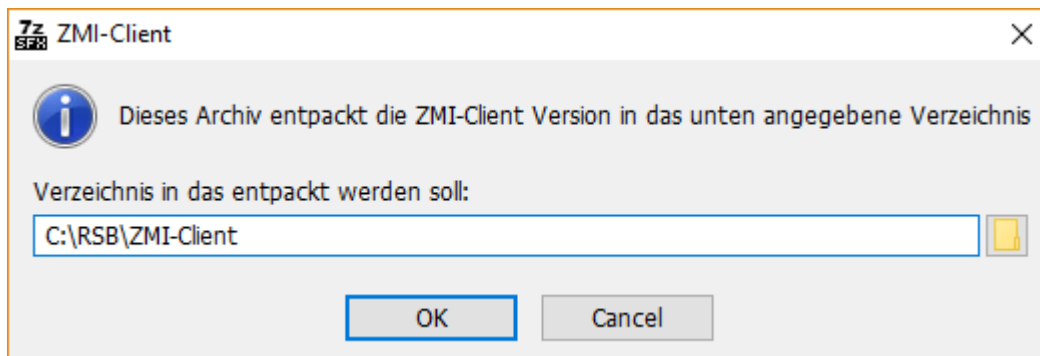 7z
SFX
ZMI-Client
Dieses Archiv entpackt die ZMI-Client Version in das unten angegebene Verzeichnis
Verzeichnis in das entpackt werden soll:
C:\RSB\ZMI-Client
OK
Cancel